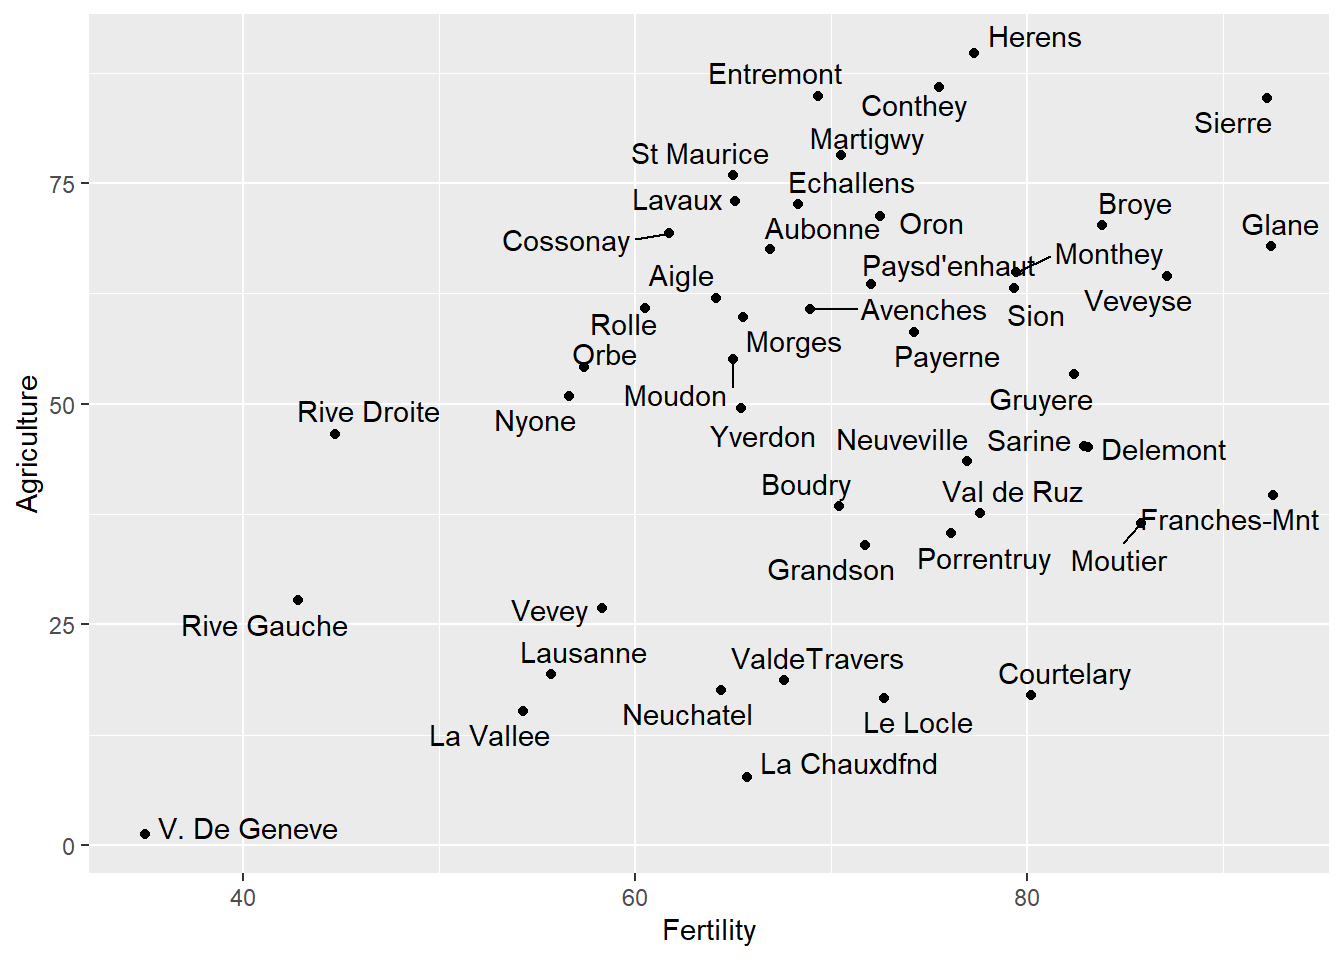 Herens
Entremont
Conthey
Sierre
Martigwy
St Maurice
Echallens
75
Lavaux
Broye
Oron
Glane
Aubonne
Cossonay
Monthey
Paysd'enhaut
Aigle
Veveyse
Avenches
Sion
Rolle
Morges
Orbe
Payerne
Moudon
Gruyere
50
Rive Droite
Nyone
Yverdon
Neuveville
Sarine
Delemont
Agriculture
Boudry
Val de Ruz
Franches-Mnt
Porrentruy
Moutier
Grandson
Vevey
25
Rive Gauche
Lausanne
ValdeTravers
Courtelary
Neuchatel
Le Locle
La Vallee
La Chauxdfnd
V. De Geneve
0
40
60
80
Fertility